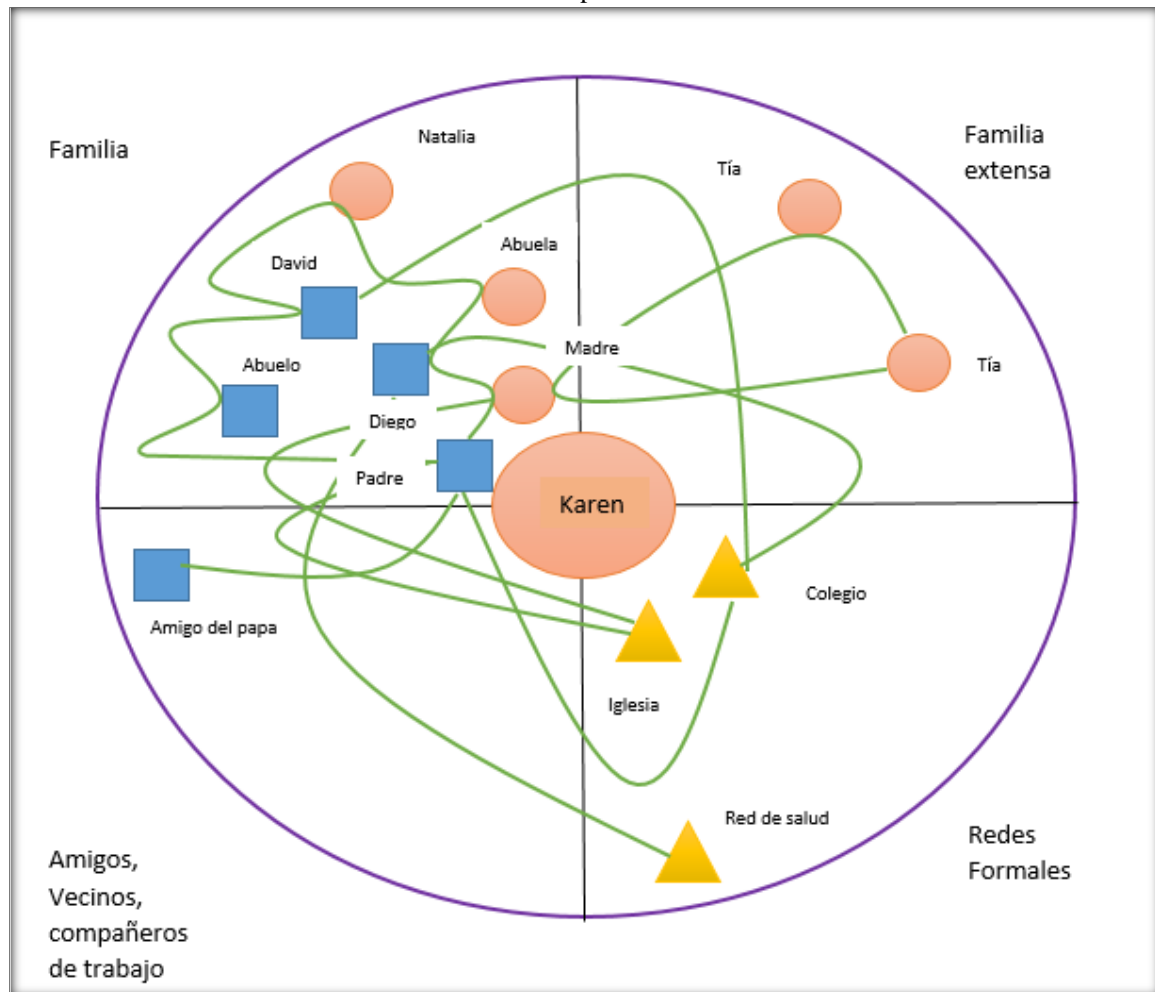 Familia
Natalia
Familia
extensa
Tía
David
Abuela
Abuelo
Madre
Tía
Diego
Padre
Karen
Amigo del papa
Colegio
Iglesia
Red de salud
Amigos,
Vecinos,
compañeros
de trabajo
Redes
Formales